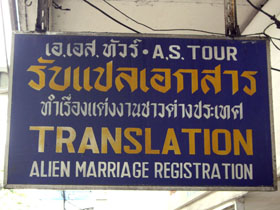 เอ.เอส.ทัวร์・A.S. TOUR
รับแปลเอกสาร
ทำเรื่องแต่งงานชาวต่างประเทศ
TRANSLATION
ALIEN MARRIAGE REGISTRATION